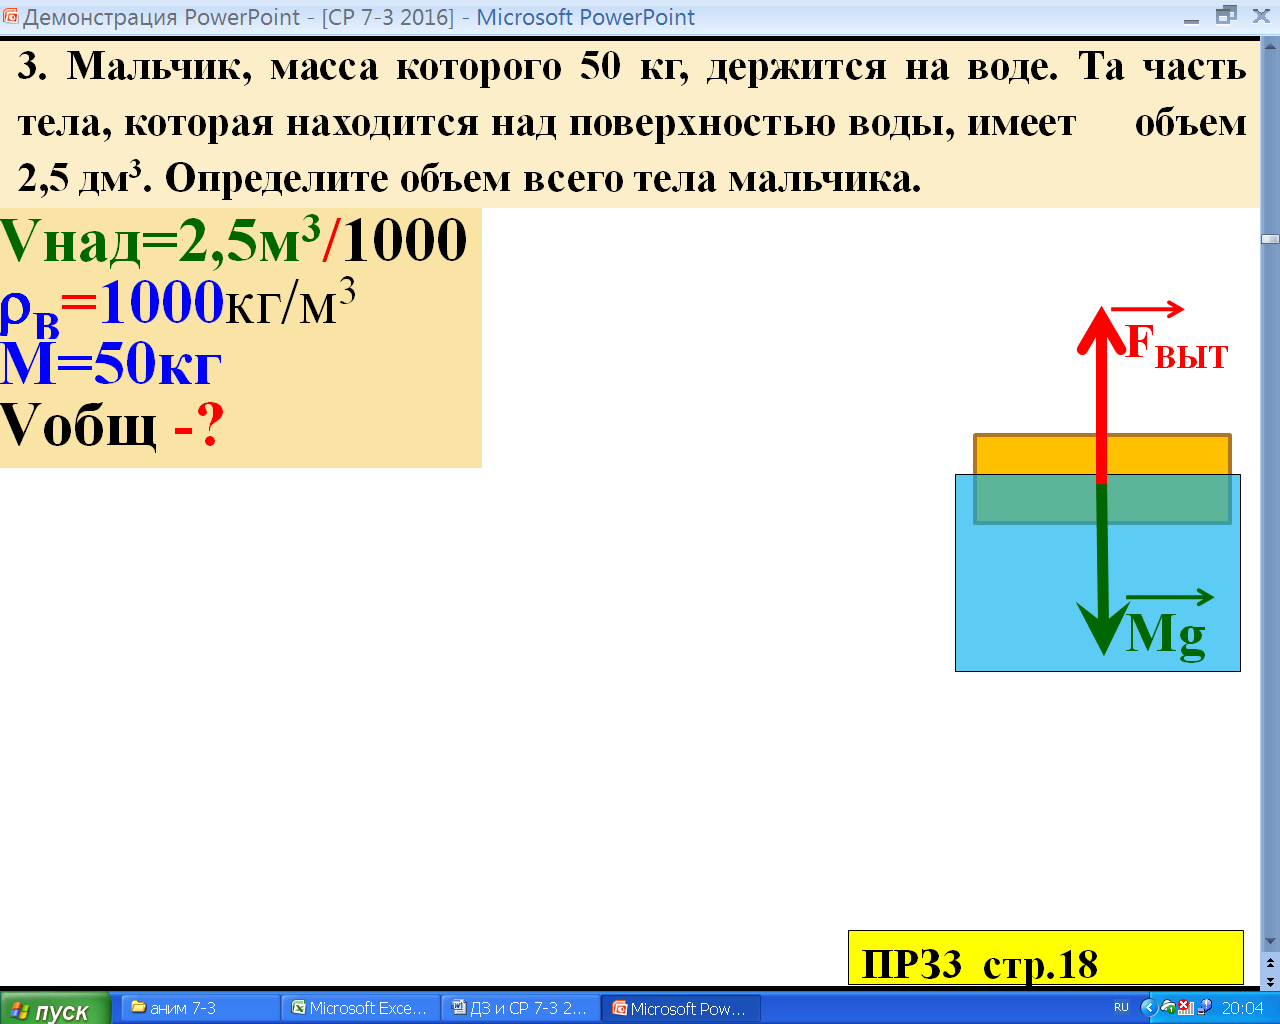 Демонстрация PowerPoint - [СР 7-3 2016] - Microsoft PowerPoint
3. Мальчик, масса которого 50 кг, держится на воде. Та часть
тела, которая находится над поверхностью воды, имеет объем
2,5 дм³. Определите объем всего тела мальчика.
Vнад=2,5м³/1000
ρв=1000кг/м³
М=50кг
Vобщ -?
Fвыт
Mg
ПРЗ3 стр.18
пуск
аним 7-3
Microsoft Exce...
ДЗ и СР 7-3 2...
Microsoft Pow...
RU
20:04